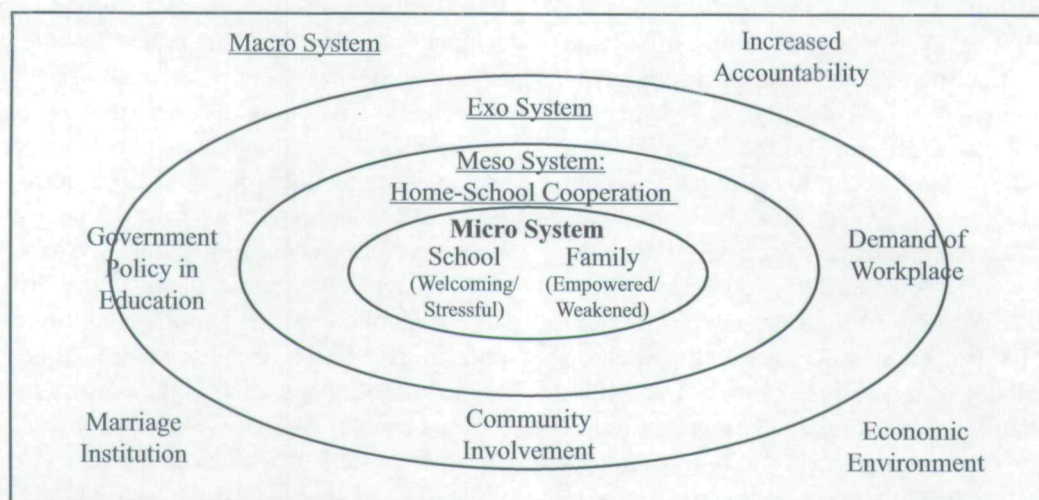 Macro System
Increased
Accountability
Exo System
Meso System:
Home-School Cooperation
Micro System
School
(Welcoming/
Stressful)
Family
(Empowered/
Weakened)
Government
Policy in
Education
Demand of
Workplace
Marriage
Institution
Community
Involvement
Economic
Environment